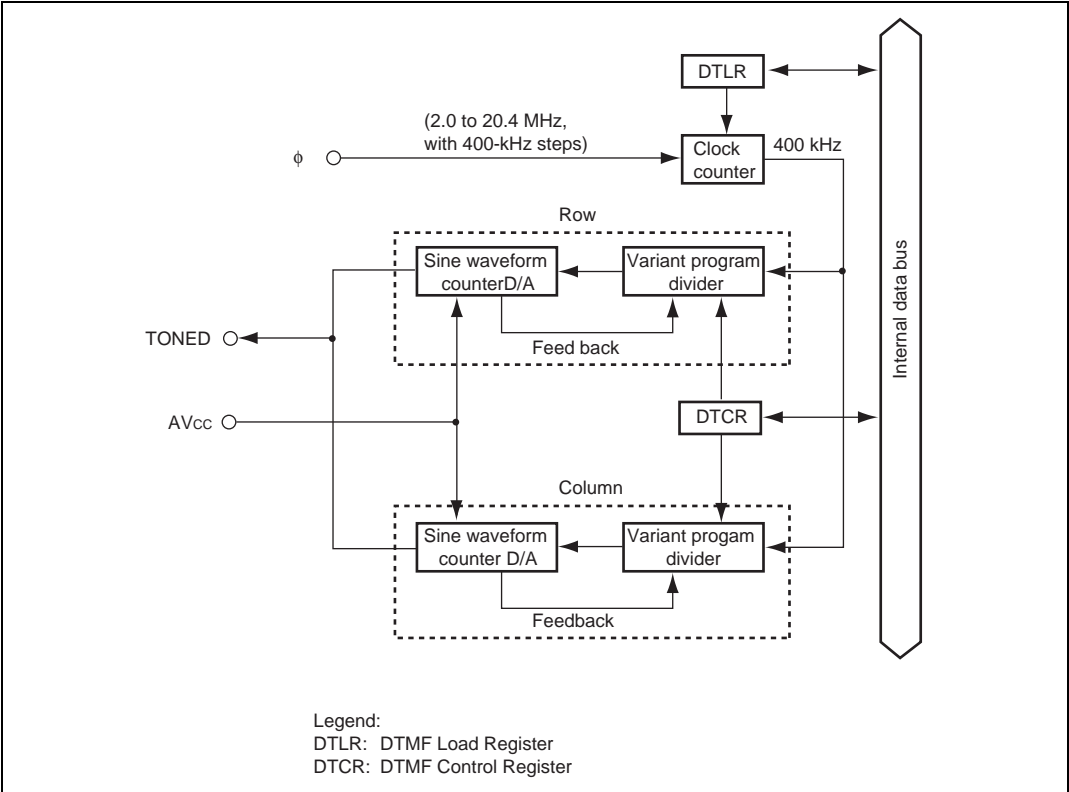 DTLR
(2.0 to 20.4 MHz,
with 400-kHz steps)
ϕ
Clock
counter
400 kHz
Row
Sine waveform
counterD/A
Variant program
divider
Feed back
TONED
Internal data bus
AVcc
DTCR
Column
Sine waveform
counter D/A
Variant progam
divider
Feedback
Legend:
DTLR: DTMF Load Register
DTCR: DTMF Control Register